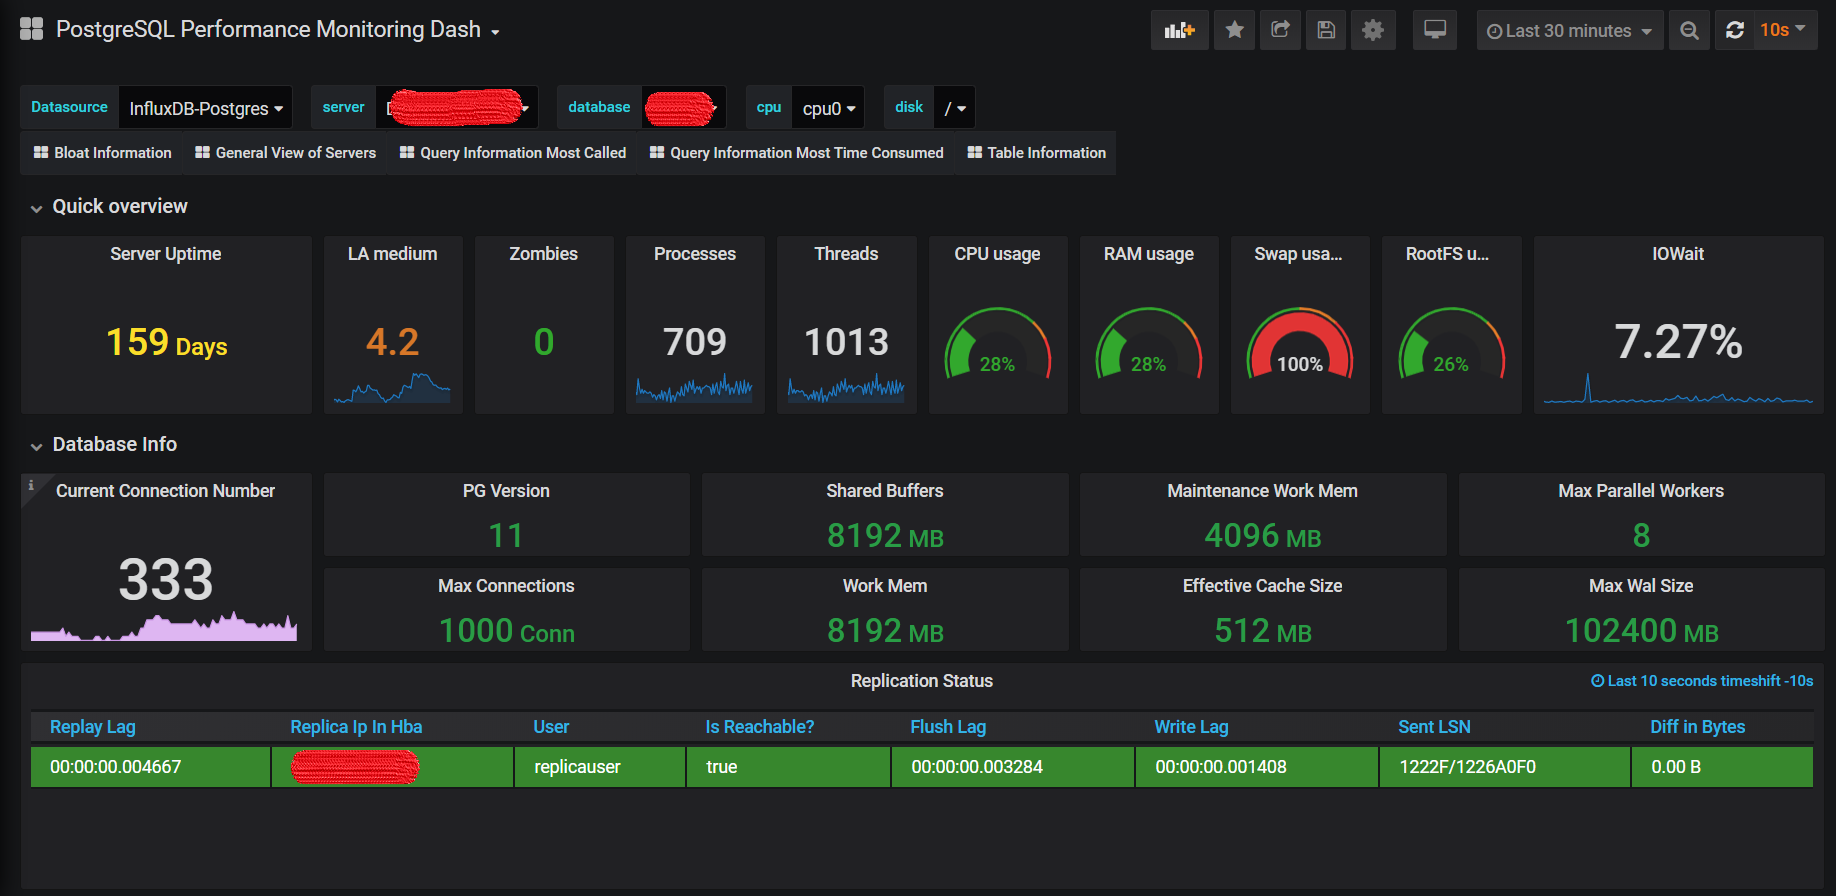 PostgreSQL Performance Monitoring Dash
Last 30 minutes
10s
Datasource InfluxDB-Postgres
server
database
cpu cpu0
disk /
Bloat Information
General View of Servers
Query Information Most Called
Query Information Most Time Consumed
Table Information
Quick overview
Server Uptime
159 Days
LA medium
4.2
Zombies
0
Processes
709
Threads
1013
CPU usage
28%
RAM usage
28%
Swap usa...
100%
RootFS u...
26%
IOWait
7.27%
Database Info
i
Current Connection Number
333
PG Version
11
Shared Buffers
8192 MB
Maintenance Work Mem
4096 MB
Max Parallel Workers
8
Max Connections
1000 Conn
Work Mem
8192 MB
Effective Cache Size
512 MB
Max Wal Size
102400 MB
Replication Status
Last 10 seconds timeshift -10s
Replay Lag Replica Ip In Hba User Is Reachable? Flush Lag Write Lag Sent LSN Diff in Bytes
00:00:00.004667 replicauser true 00:00:00.003284 00:00:00.001408 1222F/1226A0F0 0.00 B